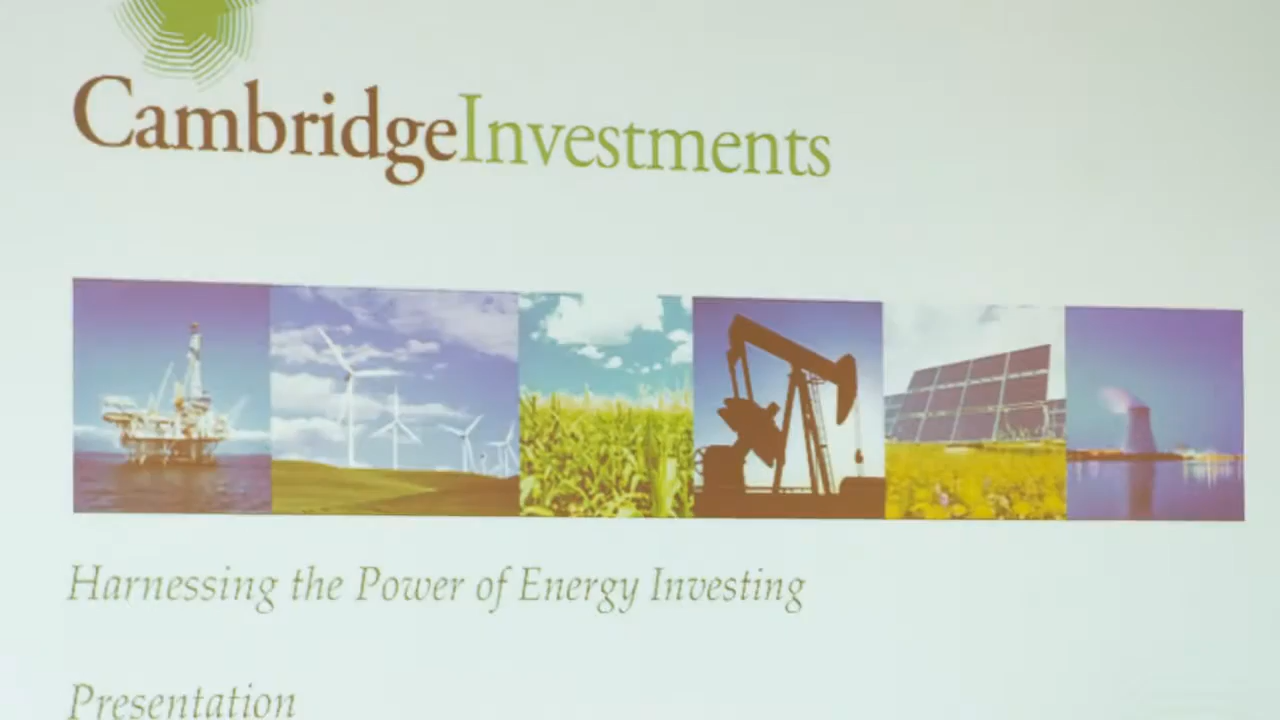 CambridgeInvestments
Harnessing the Power of Energy Investing
Presentation